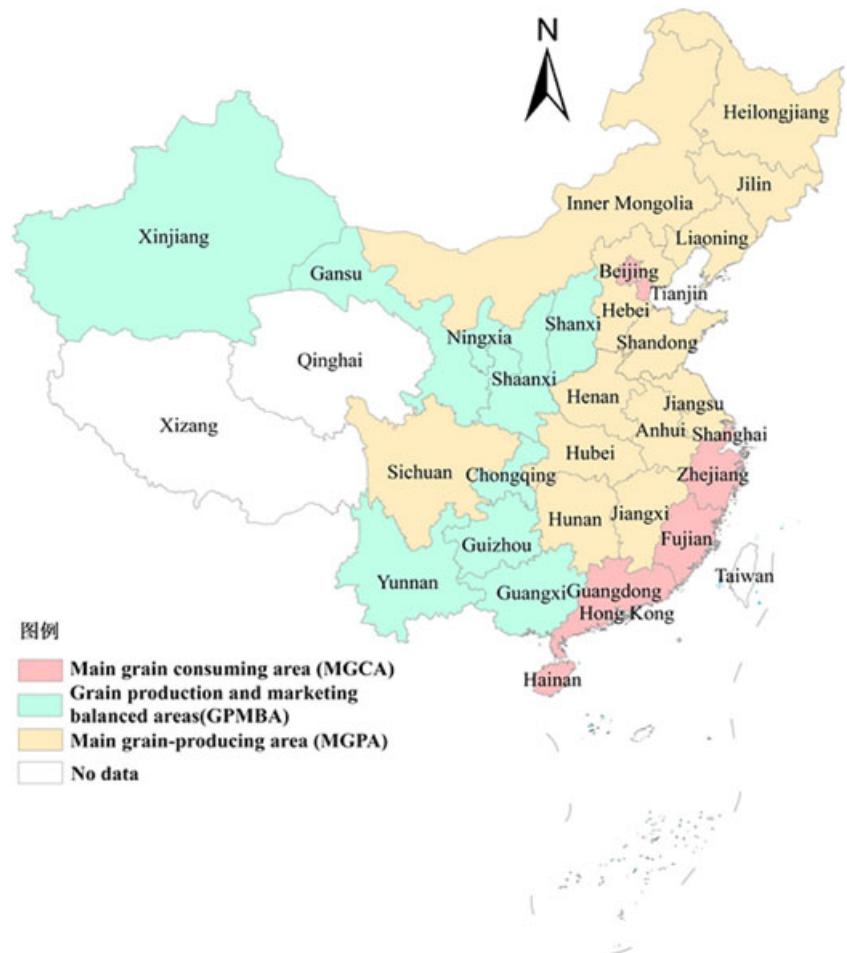 N
Heilongjiang
Jilin
Inner Mongolia
Liaoning
Xinjiang
Gansu
Beijing
Tianjin
Hebei
Ningxia
Shanxi
Shandong
Qinghai
Shaanxi
Henan
Jiangsu
Xizang
Anhui
Shanghai
Hubei
Sichuan
Chongqing
Zhejiang
Hunan
Jiangxi
Fujian
Guizhou
Yunnan
Guangxi
Guangdong
Taiwan
Hong Kong
Hainan
图例
Main grain consuming area (MGCA)
Grain production and marketing
balanced areas(GPMBA)
Main grain-producing area (MGPA)
No data